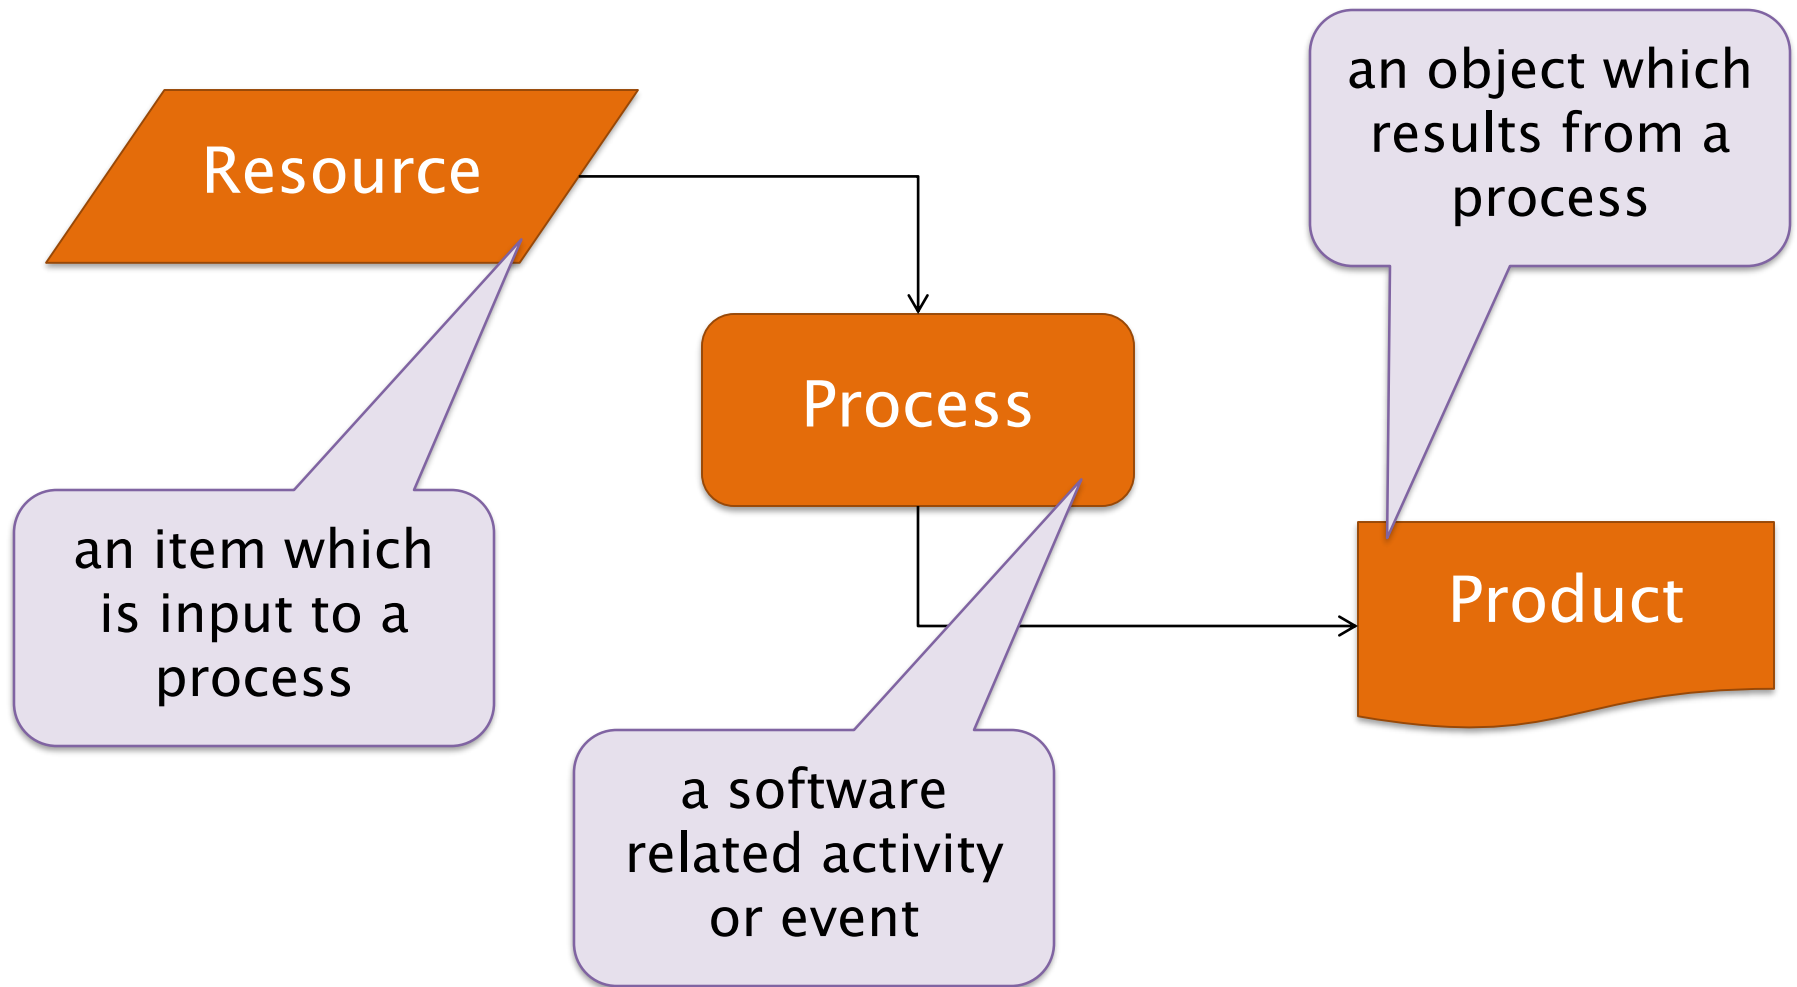 Resource
an item which
is input to a
process
Process
a software
related activity
or event
an object which
results from a
process
Product